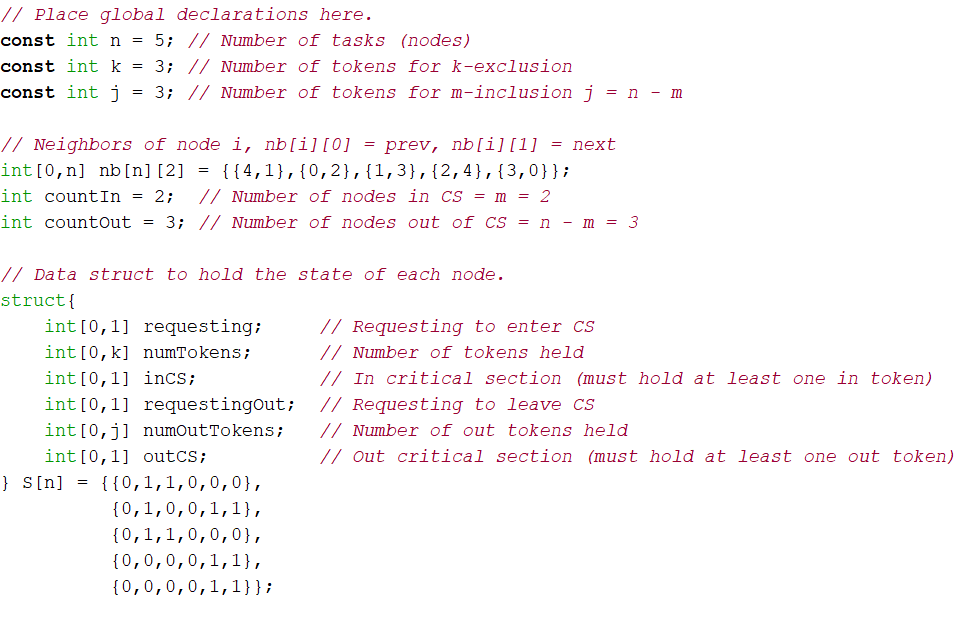 // Place global declarations here.
const int n = 5; // Number of tasks (nodes)
const int k = 3; // Number of tokens for k-exclusion
const int j = 3; // Number of tokens for m-inclusion j = n - m

// Neighbors of node i, nb[i][0] = prev, nb[i][1] = next
int[0,n] nb[n][2] = {{4,1},{0,2},{1,3},{2,4},{3,0}};
int countIn = 2;  // Number of nodes in CS = m = 2
int countOut = 3; // Number of nodes out of CS = n - m = 3

// Data struct to hold the state of each node.
struct{
    int[0,1] requesting;     // Requesting to enter CS
    int[0,k] numTokens;      // Number of tokens held
    int[0,1] inCS;           // In critical section (must hold at least one in token)
    int[0,1] requestingOut;  // Requesting to leave CS
    int[0,j] numOutTokens;   // Number of out tokens held
    int[0,1] outCS;          // Out critical section (must hold at least one out token)
} S[n] = {{0,1,1,0,0,0},
          {0,1,0,0,1,1},
          {0,1,1,0,0,0},
          {0,0,0,0,1,1},
          {0,0,0,0,1,1}};